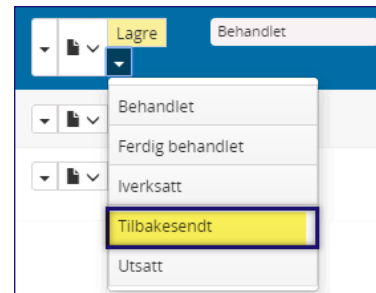 Lagre
Behandlet
Behandlet
Ferdig behandlet
Iverksatt
Tilbakesendt
Utsatt